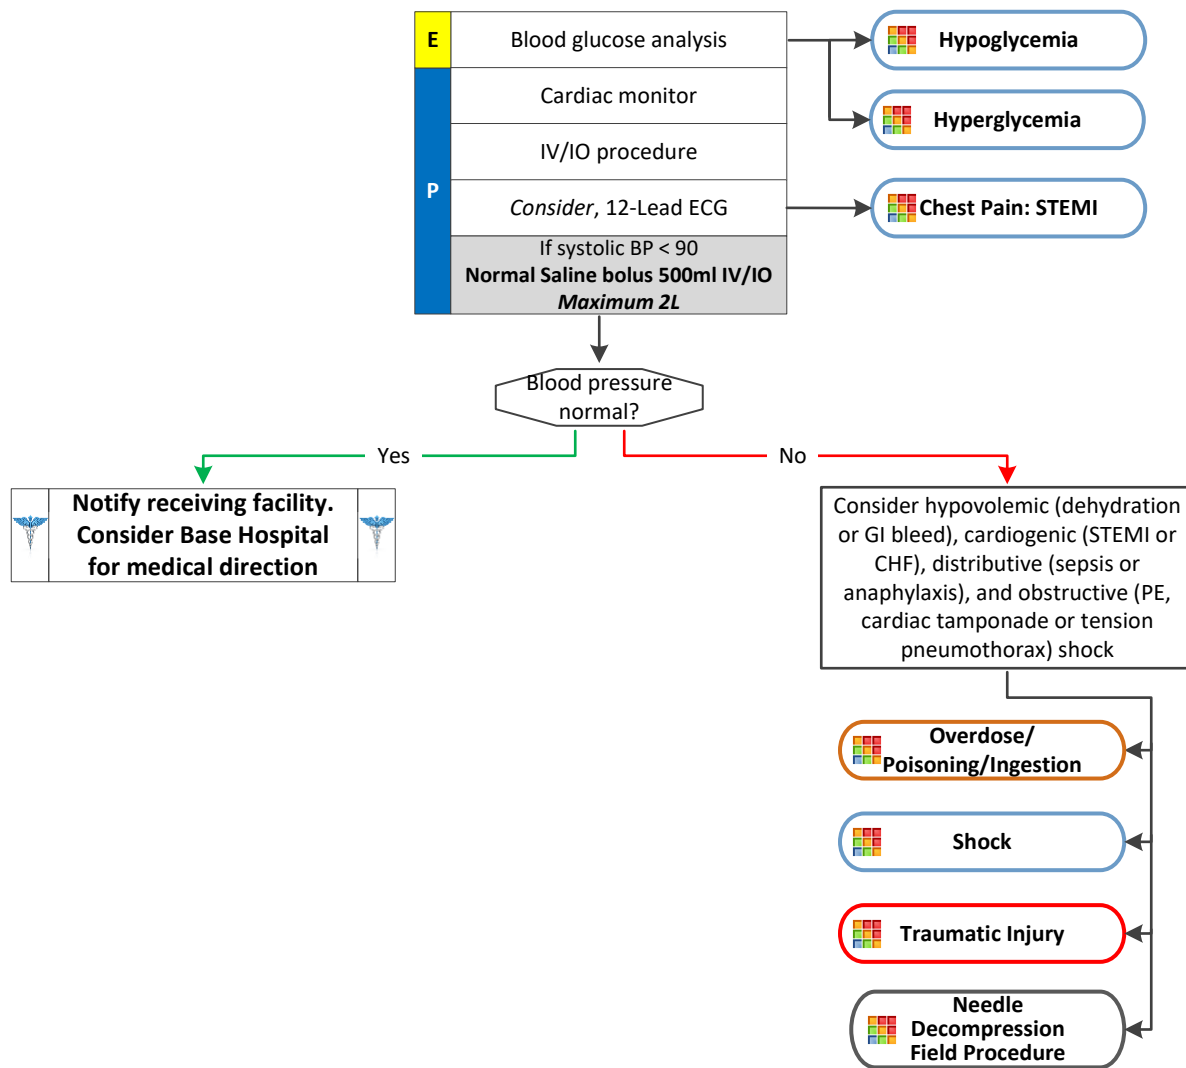 E
Blood glucose analysis
Hypoglycemia
Hyperglycemia
P
Cardiac monitor
IV/IO procedure
Consider, 12-Lead ECG
Chest Pain: STEMI
If systolic BP < 90
Normal Saline bolus 500ml IV/IO
Maximum 2L
Blood pressure
normal?
Yes
No
Notify receiving facility.
Consider Base Hospital
for medical direction
Consider hypovolemic (dehydration
or GI bleed), cardiogenic (STEMI or
CHF), distributive (sepsis or
anaphylaxis), and obstructive (PE,
cardiac tamponade or tension
pneumothorax) shock
Overdose/
Poisoning/Ingestion
Shock
Traumatic Injury
Needle
Decompression
Field Procedure